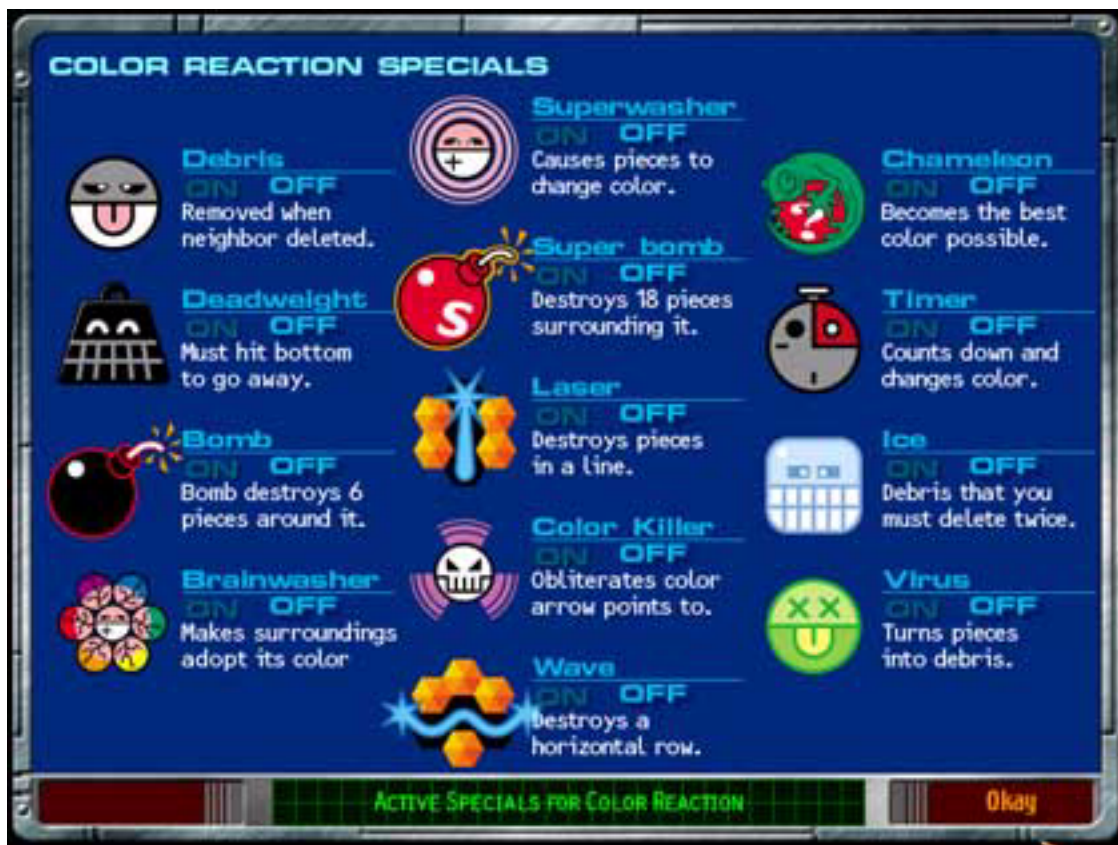 COLOR REACTION SPECIALS
Debris
ON OFF
Removed when
neighbor deleted.
Deadweight
ON OFF
Must hit bottom
to go away.
Bomb
ON OFF
Bomb destroys 6
pieces around it.
Brainwasher
ON OFF
Makes surroundings
adopt its color
Superwasher
ON OFF
Causes pieces to
change color.
Super bomb
ON OFF
Destroys 18 pieces
surrounding it.
S
Laser
ON OFF
Destroys pieces
in a line.
Color Killer
ON OFF
Obliterates color
arrow points to.
Wave
ON OFF
Destroys a
horizontal row.
Chameleon
ON OFF
Becomes the best
color possible.
Timer
ON OFF
Counts down and
changes color.
Ice
ON OFF
Debris that you
must delete twice.
Virus
ON OFF
Turns pieces
into debris.
ACTIVE SPECIALS FOR COLOR REACTION
Okay